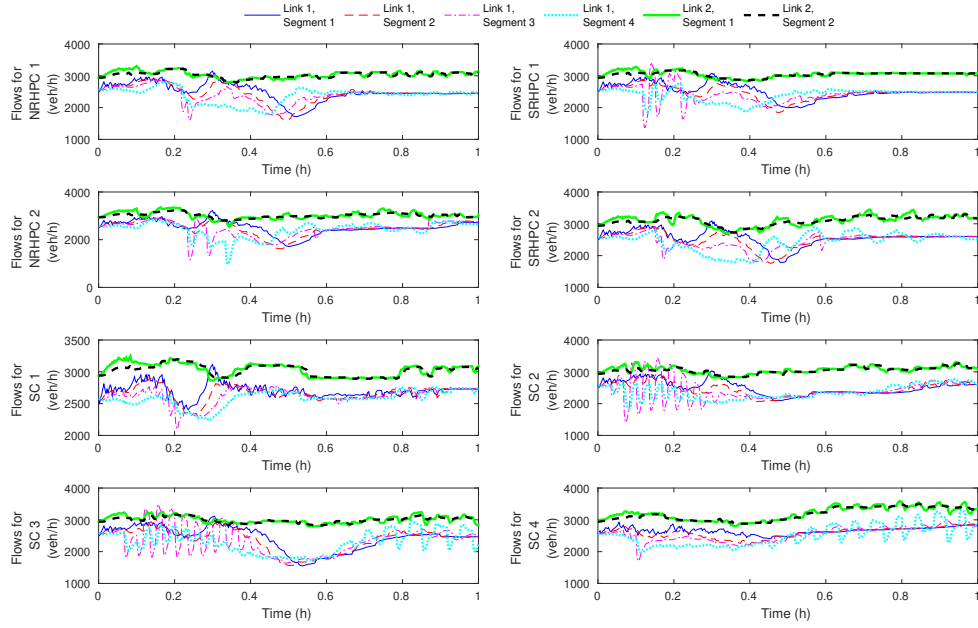 Link 1, Segment 1
Link 1, Segment 2
Link 1, Segment 3
Link 1, Segment 4
Link 2, Segment 1
Link 2, Segment 2
Flows for NRHPC 1 (veh/h)
4000
3000
2000
1000
0 0.2 0.4 0.6 0.8 1
Time (h)
Flows for SRHPC 1 (veh/h)
4000
3000
2000
1000
0 0.2 0.4 0.6 0.8 1
Time (h)
Flows for NRHPC 2 (veh/h)
4000
2000
0
0 0.2 0.4 0.6 0.8 1
Time (h)
Flows for SRHPC 2 (veh/h)
4000
3000
2000
1000
0 0.2 0.4 0.6 0.8 1
Time (h)
Flows for SC 1 (veh/h)
3500
3000
2500
2000
0 0.2 0.4 0.6 0.8 1
Time (h)
Flows for SC 2 (veh/h)
4000
3000
2000
1000
0 0.2 0.4 0.6 0.8 1
Time (h)
Flows for SC 3 (veh/h)
4000
3000
2000
1000
0 0.2 0.4 0.6 0.8 1
Time (h)
Flows for SC 4 (veh/h)
4000
3000
2000
1000
0 0.2 0.4 0.6 0.8 1
Time (h)